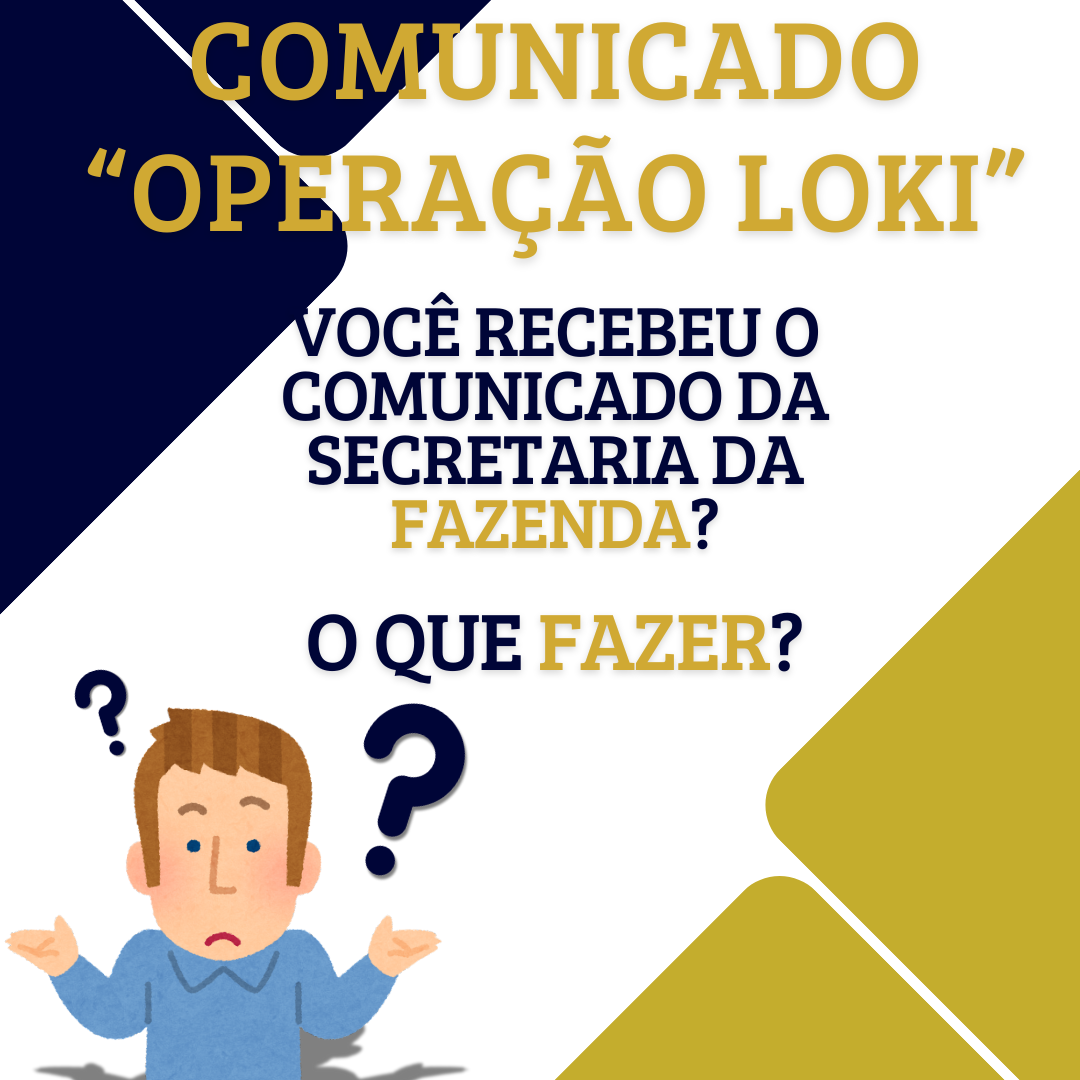 COMUNICADO
“OPERAÇÃO LOKI”
VOCÊ RECEBEU O
COMUNICADO DA
SECRETARIA DA
FAZENDA?
O QUE FAZER?
?
?